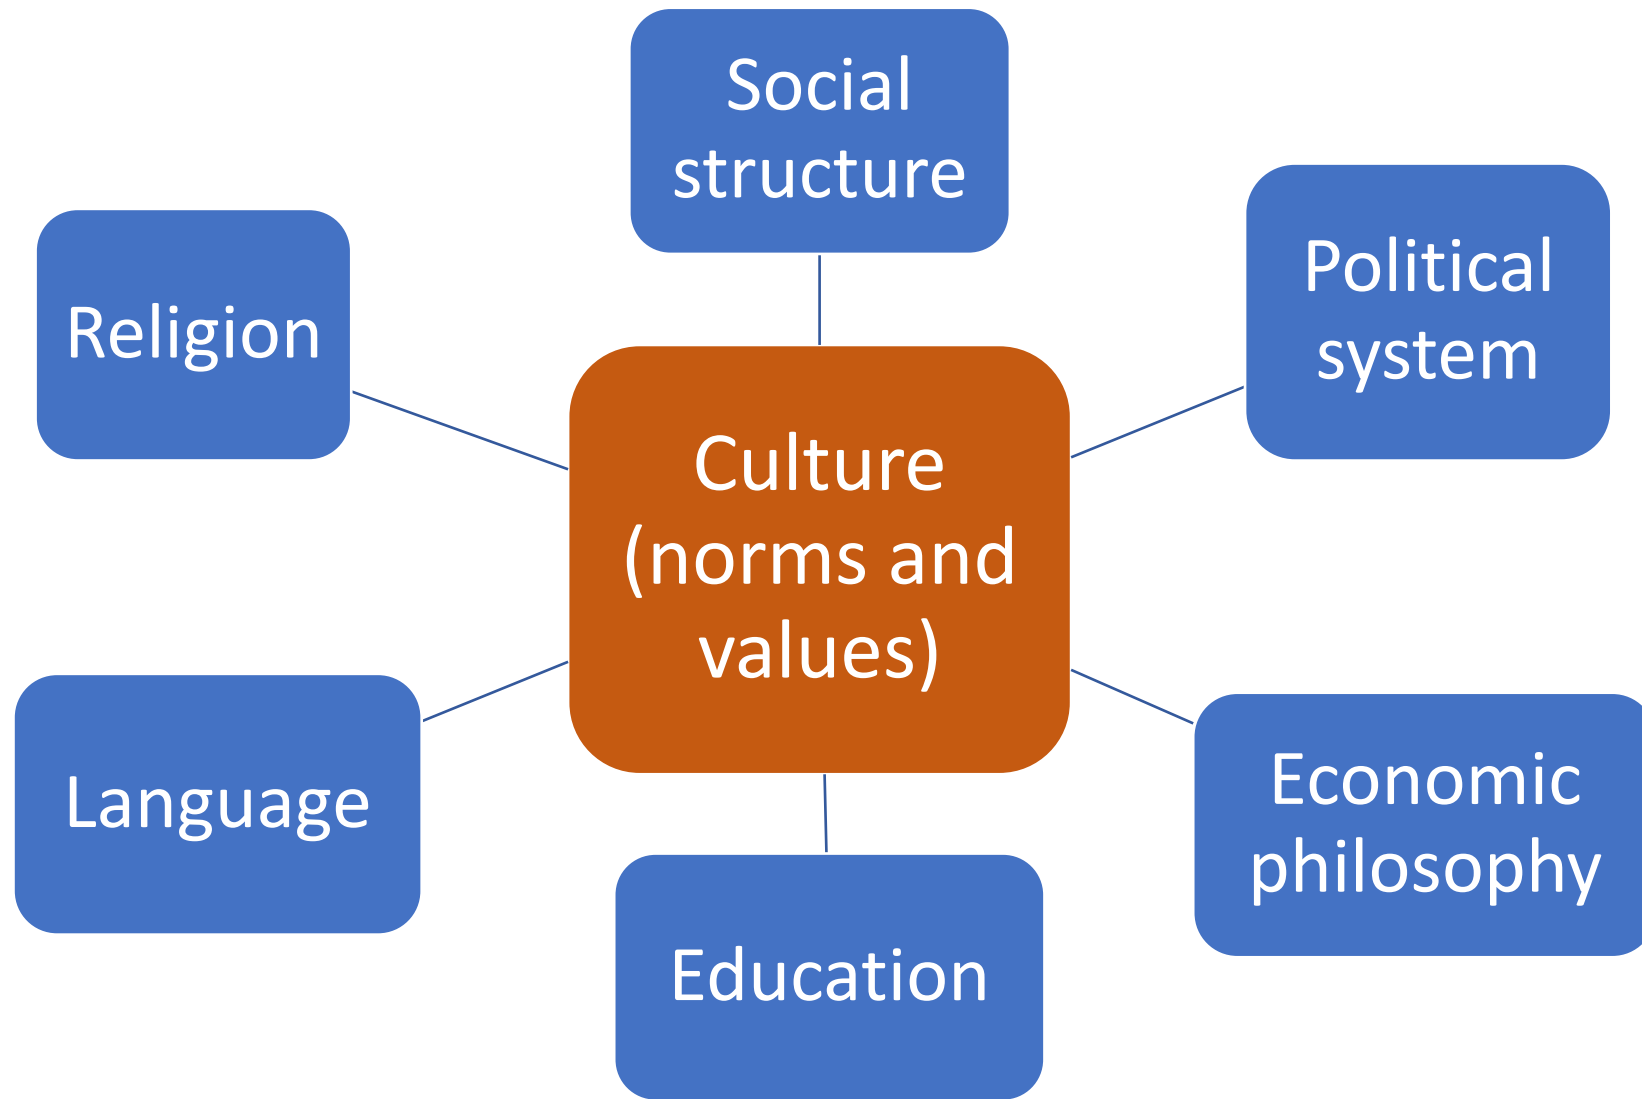 Social
structure
Political
system
Religion
Culture
(norms and
values)
Language
Economic
philosophy
Education